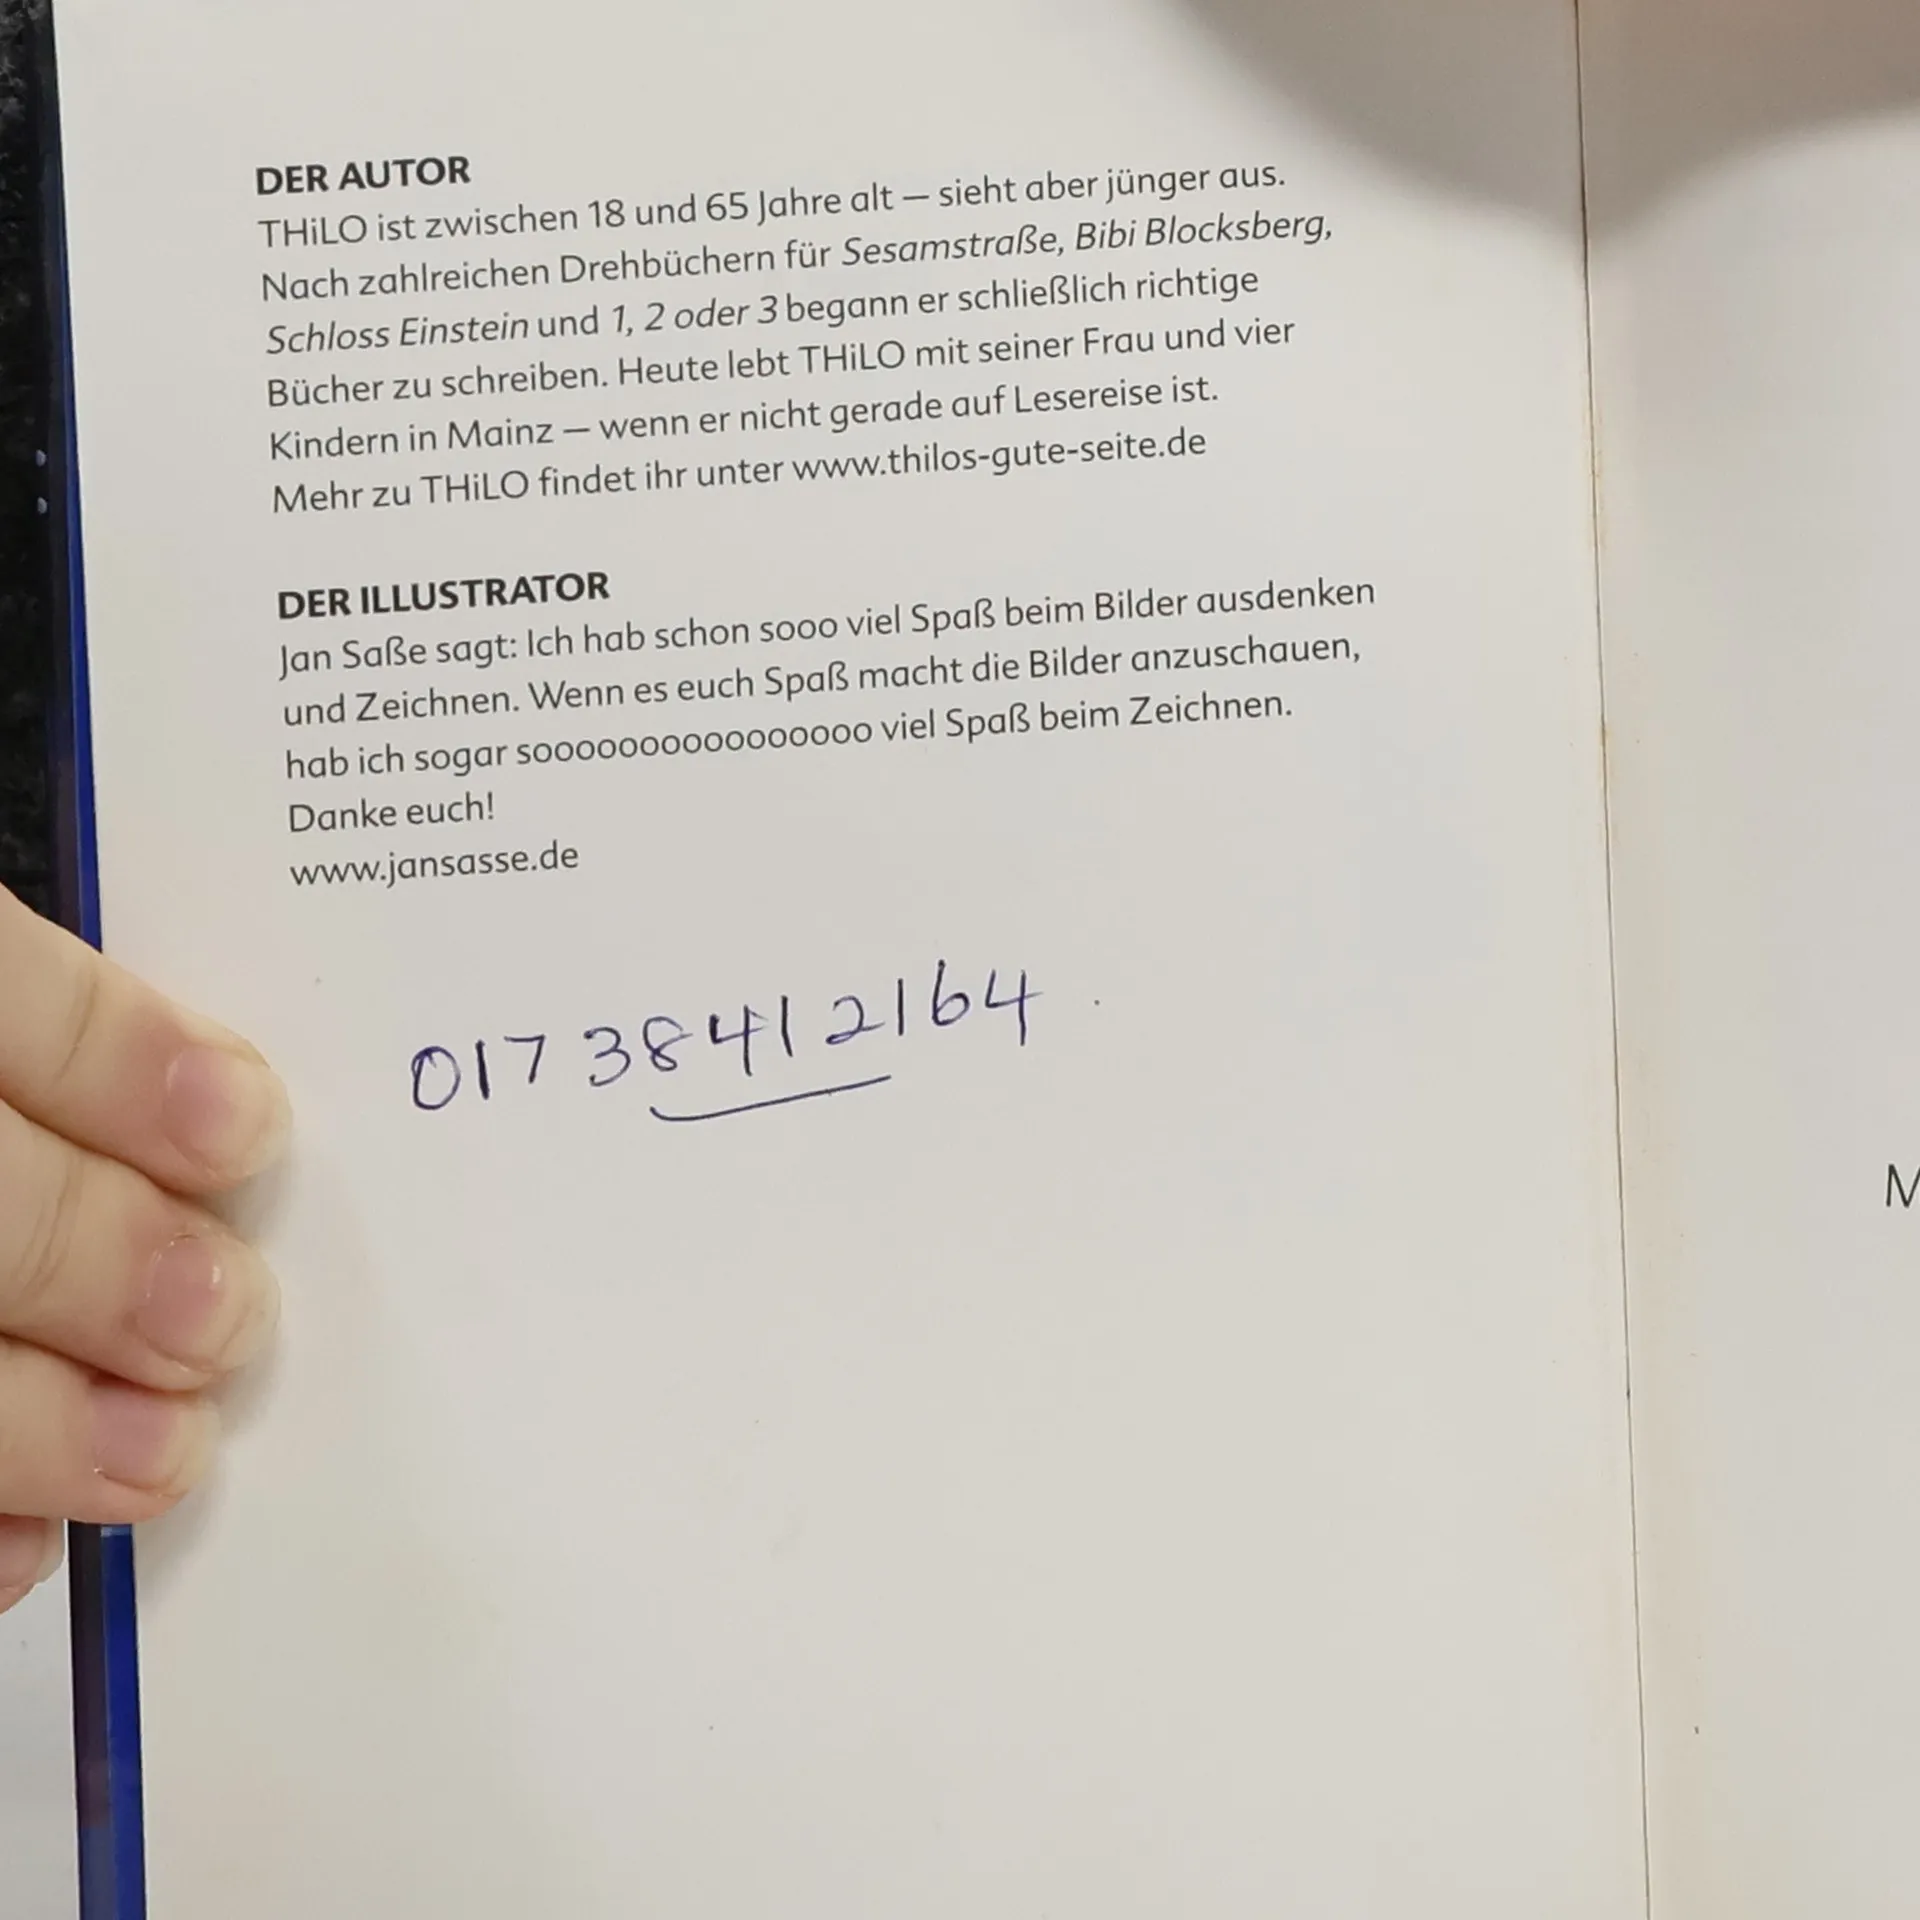 DER AUTOR
THiLO ist zwischen 18 und 65 Jahre alt – sieht aber jünger aus.
Nach zahlreichen Drehbüchern für Sesamstraße, Bibi Blocksberg,
Schloss Einstein und 1, 2 oder 3 begann er schließlich richtige
Bücher zu schreiben. Heute lebt THiLO mit seiner Frau und vier
Kindern in Mainz – wenn er nicht gerade auf Lesereise ist.
Mehr zu THiLO findet ihr unter www.thilos-gute-seite.de
DER ILLUSTRATOR
Jan Saße sagt: Ich hab schon sooo viel Spaß beim Bilder ausdenken
und Zeichnen. Wenn es euch Spaß macht die Bilder anzuschauen,
hab ich sogar soooooooooooooooo viel Spaß beim Zeichnen.
Danke euch!
www.jansasse.de
017 38412164